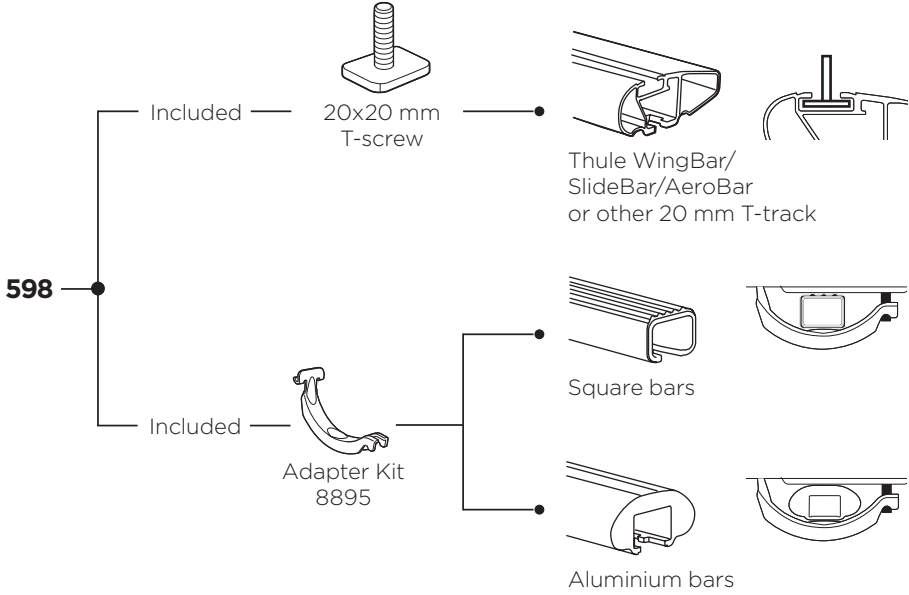 Included
20x20 mm
T-screw
Thule WingBar/
SlideBar/AeroBar
or other 20 mm T-track
598
Square bars
Included
Adapter Kit
8895
Aluminium bars